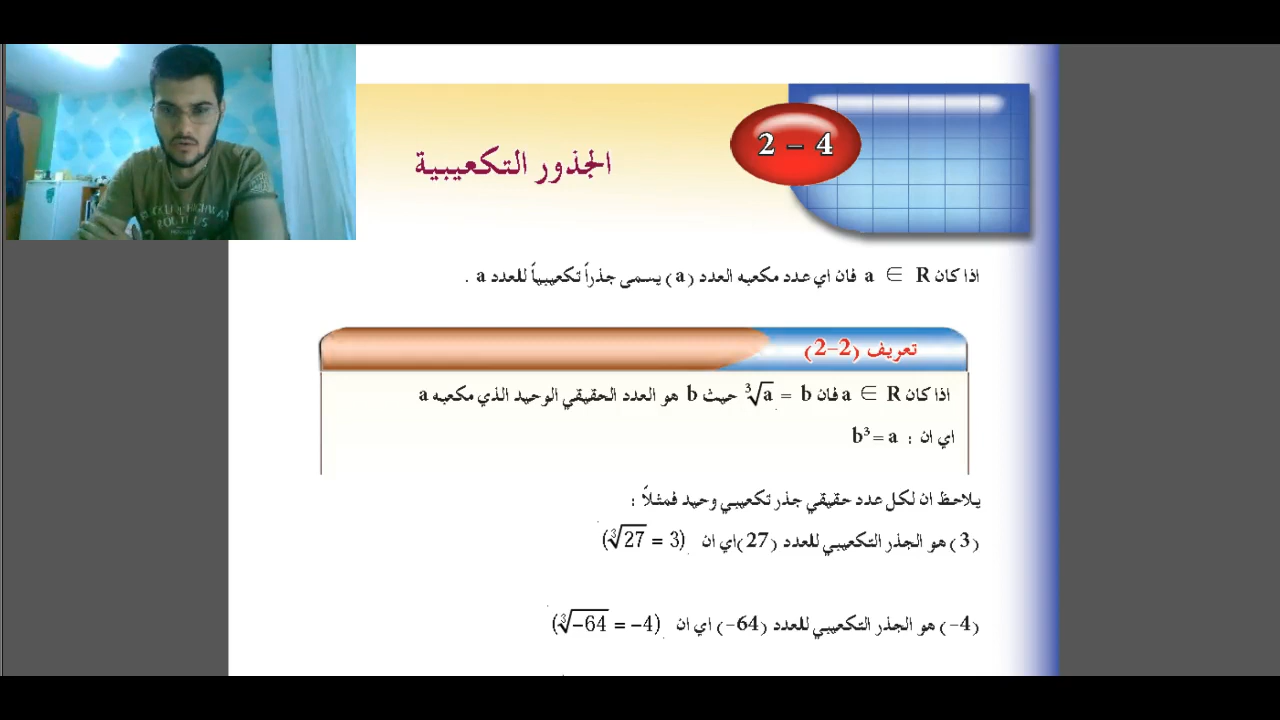 2 – 4
الجذور التكعيبية
اذا كان a ∈ R فان اي عدد مكعبه العدد (a) يسمى جذراً تكعيبياً للعدد a .
تعريف (2-2)
اذا كان a ∈ R فان ∛a = b حيث b هو العدد الحقيقي الوحيد الذي مكعبه a
اي ان : b³ = a
يلاحظ ان لكل عدد حقيقي جذر تكعيبي وحيد فمثلاً :
(3) هو الجذر التكعيبي للعدد (27) اي ان (∛27 = 3)
(-4) هو الجذر التكعيبي للعدد (-64) اي ان (∛−64 = −4)